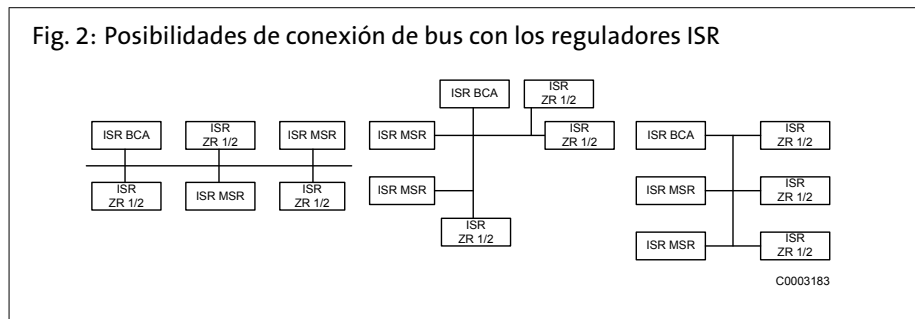 Fig. 2: Posibilidades de conexión de bus con los reguladores ISR
ISR BCA
ISR
ZR 1/2
ISR MSR
ISR
ZR 1/2
ISR MSR
ISR
ZR 1/2
ISR BCA
ISR
ZR 1/2
ISR MSR
ISR
ZR 1/2
ISR MSR
ISR
ZR 1/2
ISR BCA
ISR
ZR 1/2
ISR MSR
ISR
ZR 1/2
ISR MSR
ISR
ZR 1/2
C0003183